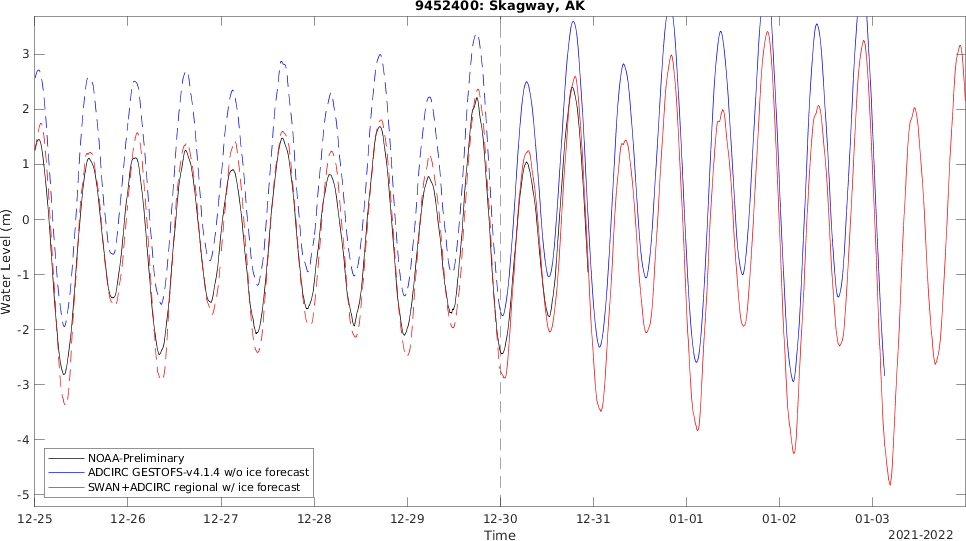 9452400: Skagway, AK
Water Level (m)
3
2
1
0
-1
-2
-3
-4
-5
NOAA-Preliminary
ADCIRC GESTOFS-v4.1.4 w/o ice forecast
SWAN+ADCIRC regional w/ ice forecast
12-25 12-26 12-27 12-28 12-29 12-30 12-31 01-01 01-02 01-03
Time
2021-2022